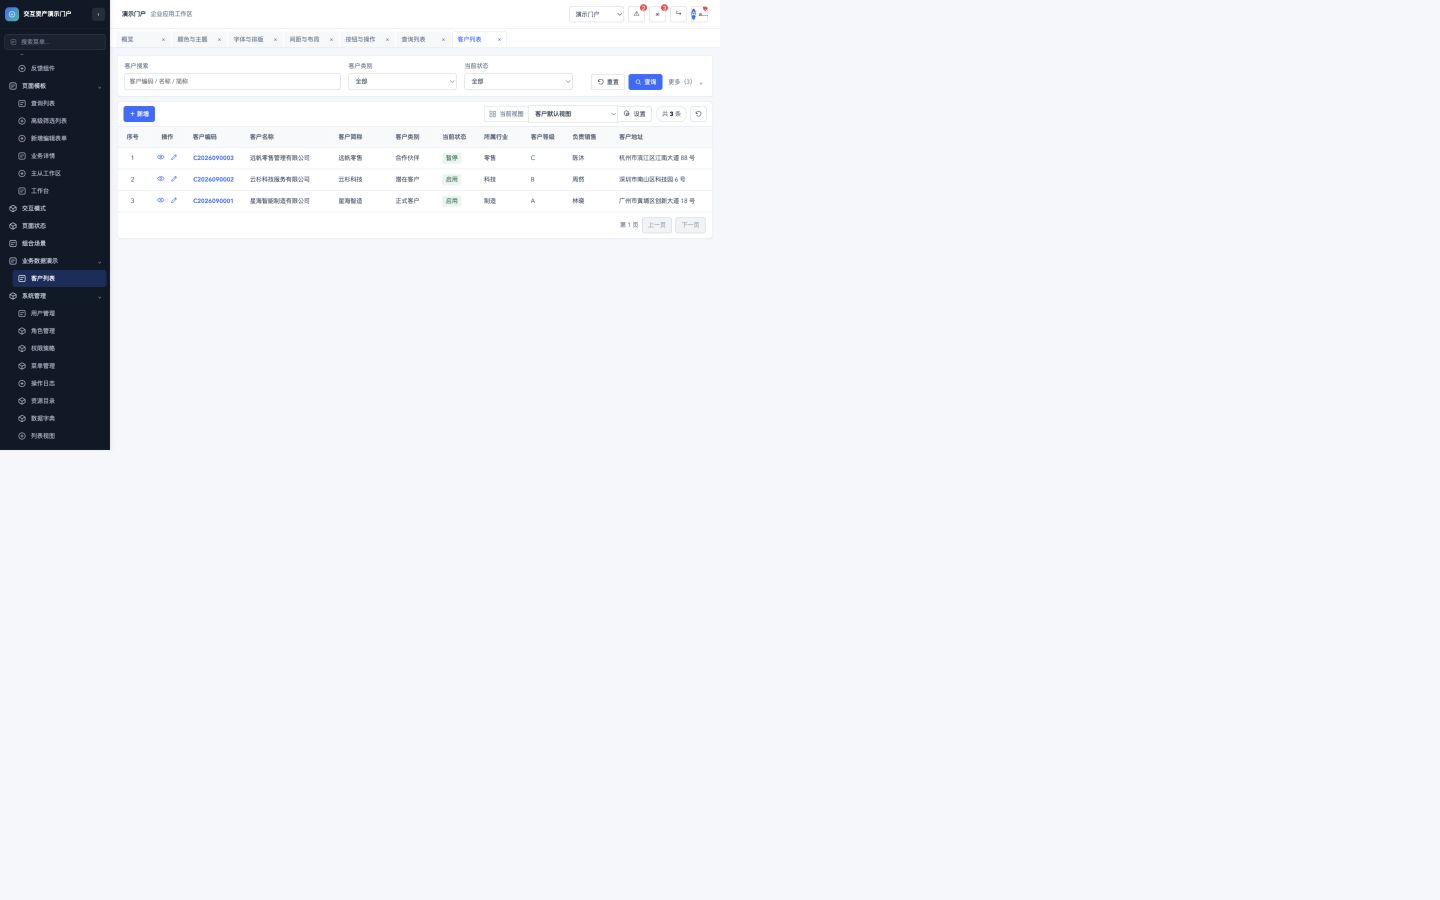 交互资产演示门户
搜索菜单...
反馈组件
页面模板
查询列表
高级筛选列表
新增编辑表单
业务详情
主从工作区
工作台
交互模式
页面状态
组合场景
业务数据演示
客户列表
系统管理
用户管理
角色管理
权限策略
菜单管理
操作日志
资源目录
数据字典
列表视图
演示门户 企业应用工作区
演示门户 2 3
概览 × 颜色与主题 × 字体与排版 × 间距与布局 × 按钮与操作 × 查询列表 × 客户列表 ×
客户搜索 客户类别 当前状态
客户编码 / 名称 / 简称 全部 全部 重置 查询 更多（3）
+ 新增 当前视图 客户默认视图 设置 共 3 条
序号 操作 客户编码 客户名称 客户简称 客户类别 当前状态 所属行业 客户等级 负责销售 客户地址
1 C2026090003 远帆零售管理有限公司 远帆零售 合作伙伴 暂停 零售 C 陈沐 杭州市滨江区江南大道 88 号
2 C2026090002 云杉科技服务有限公司 云杉科技 潜在客户 启用 科技 B 周然 深圳市南山区科技园 6 号
3 C2026090001 星海智能制造有限公司 星海智造 正式客户 启用 制造 A 林晓 广州市黄埔区创新大道 18 号
第 1 页 上一页 下一页